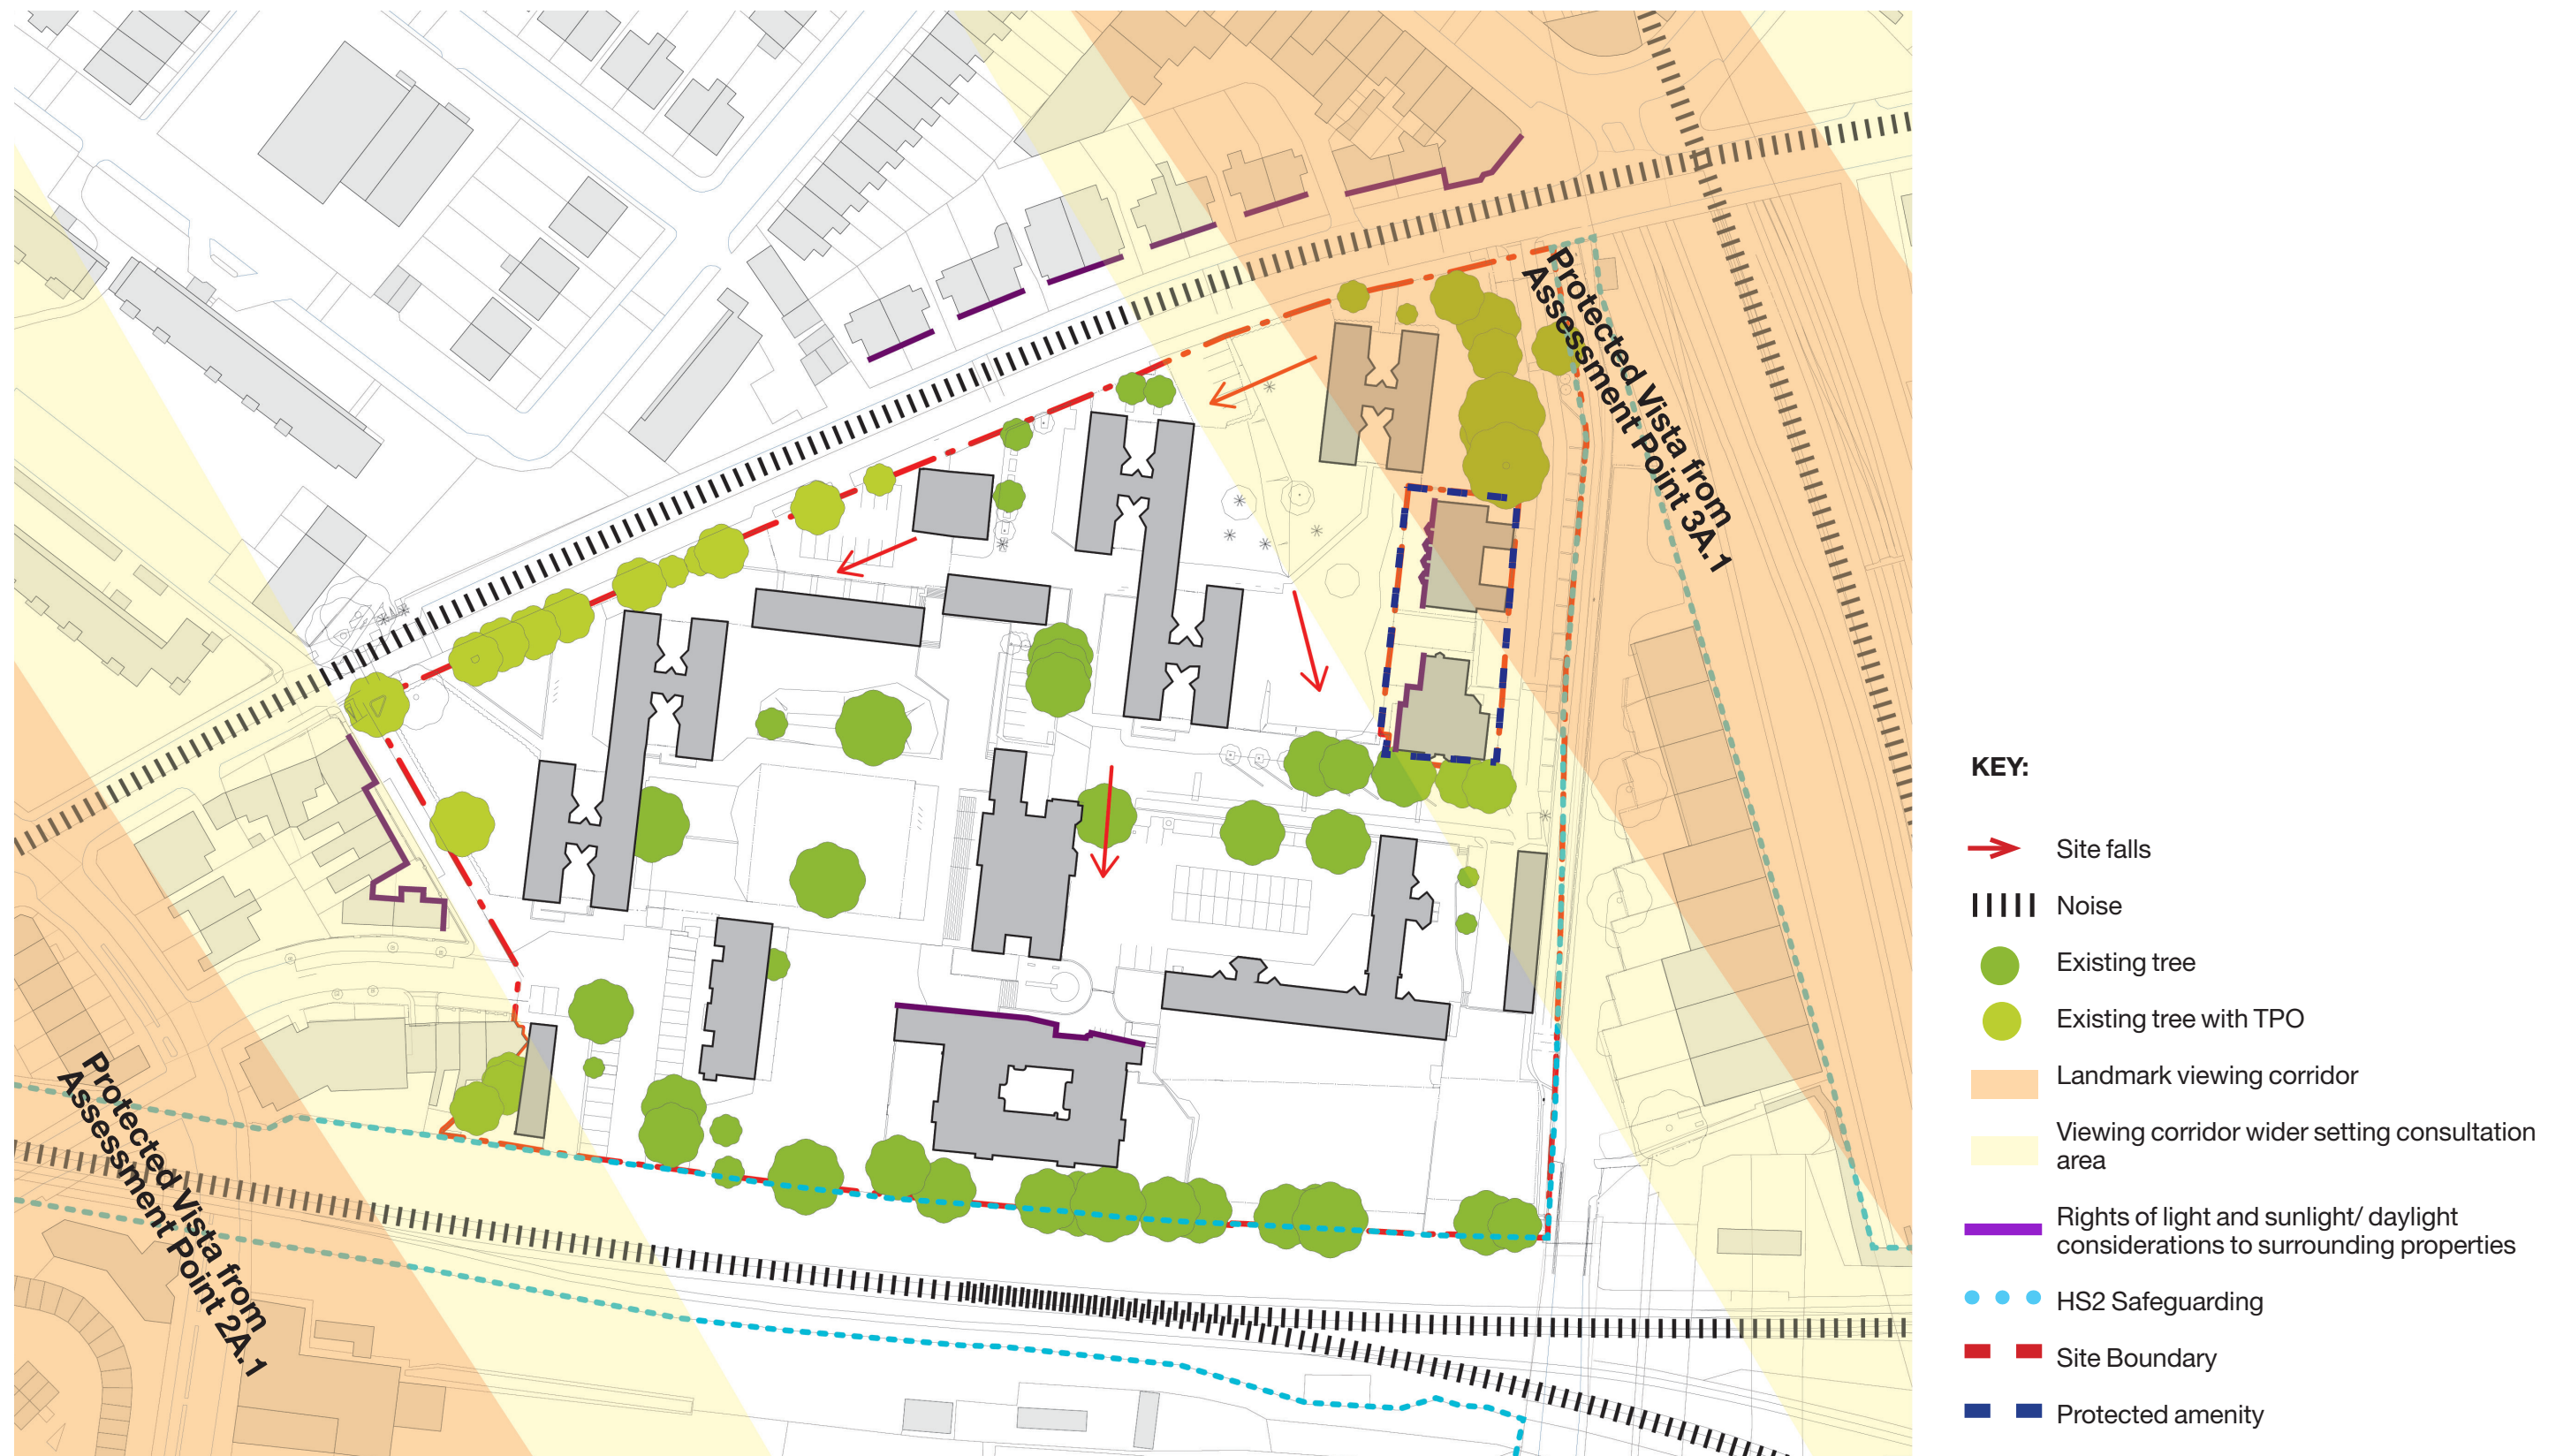 Protected Vista from
Assessment Point 3A.1
Protected Vista from
Assessment Point 2A.1
KEY:
Site falls
Noise
Existing tree
Existing tree with TPO
Landmark viewing corridor
Viewing corridor wider setting consultation
area
Rights of light and sunlight/ daylight
considerations to surrounding properties
HS2 Safeguarding
Site Boundary
Protected amenity